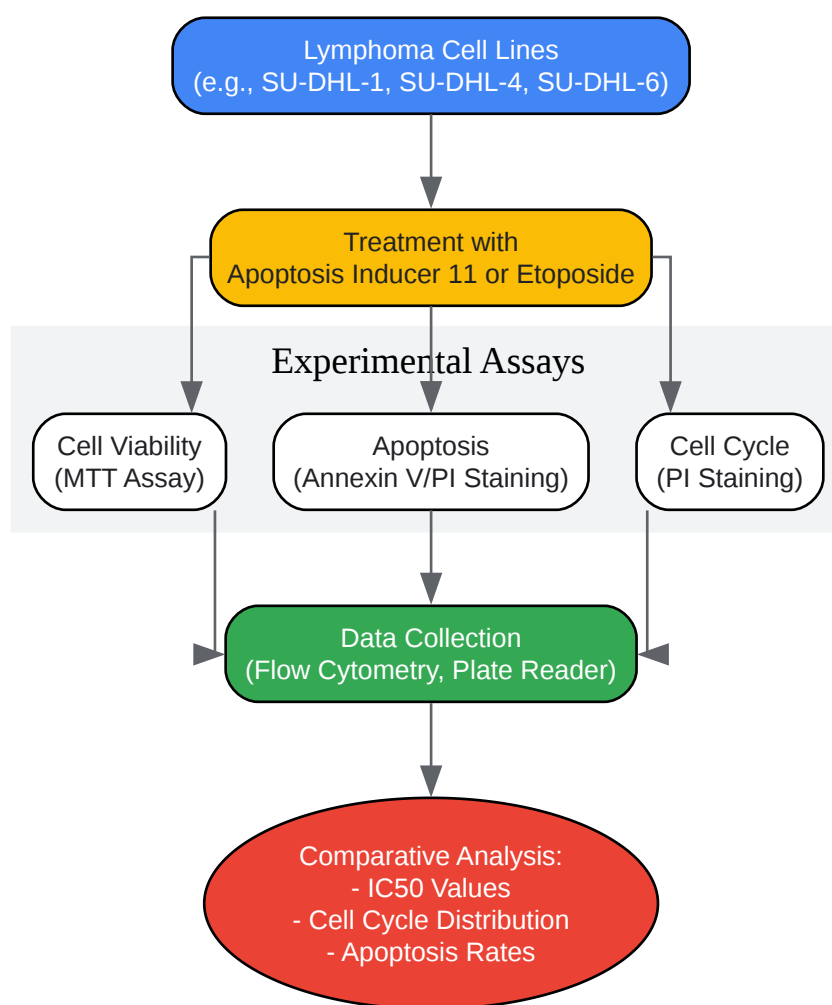 Lymphoma Cell Lines
(e.g., SU-DHL-1, SU-DHL-4, SU-DHL-6)
Treatment with
Apoptosis Inducer 11 or Etoposide
Experimental Assays
Cell Viability
(MTT Assay)
Apoptosis
(Annexin V/PI Staining)
Cell Cycle
(PI Staining)
Data Collection
(Flow Cytometry, Plate Reader)
Comparative Analysis:
- IC50 Values
- Cell Cycle Distribution
- Apoptosis Rates